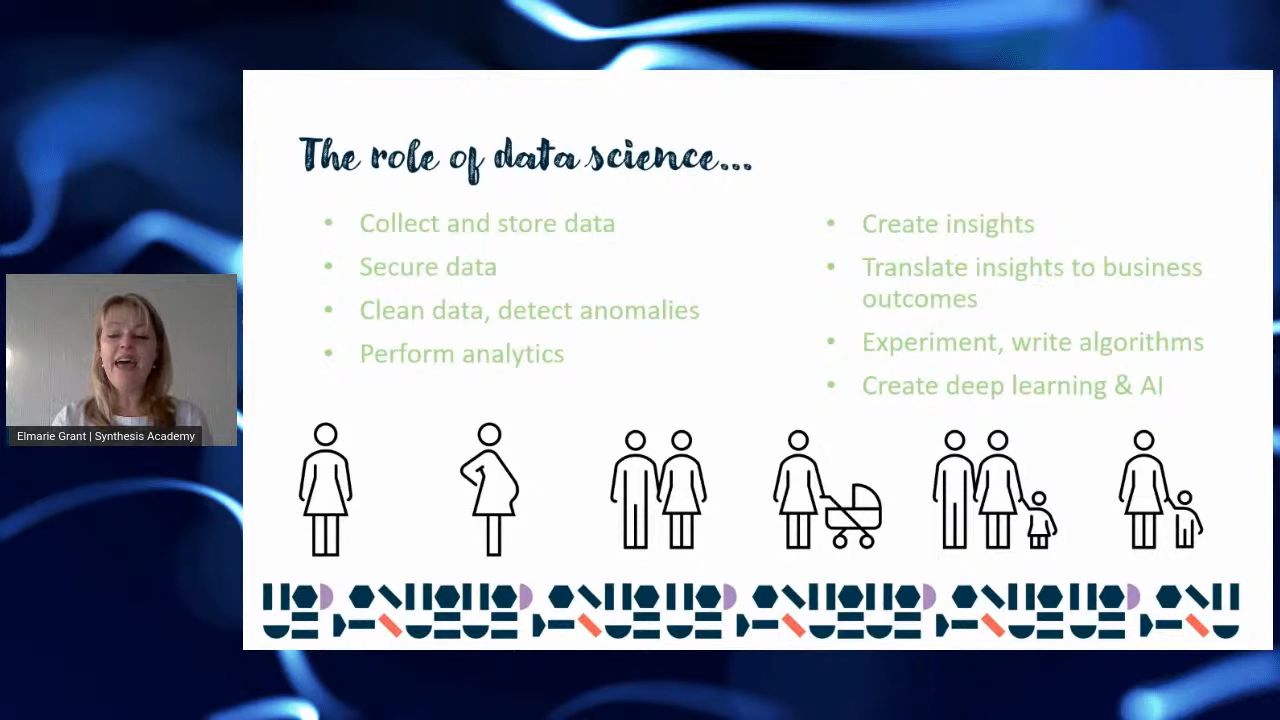 The role of data science...
• Collect and store data
• Secure data
• Clean data, detect anomalies
• Perform analytics
• Create insights
• Translate insights to business
outcomes
• Experiment, write algorithms
• Create deep learning & AI
Elmarie Grant | Synthesis Academy